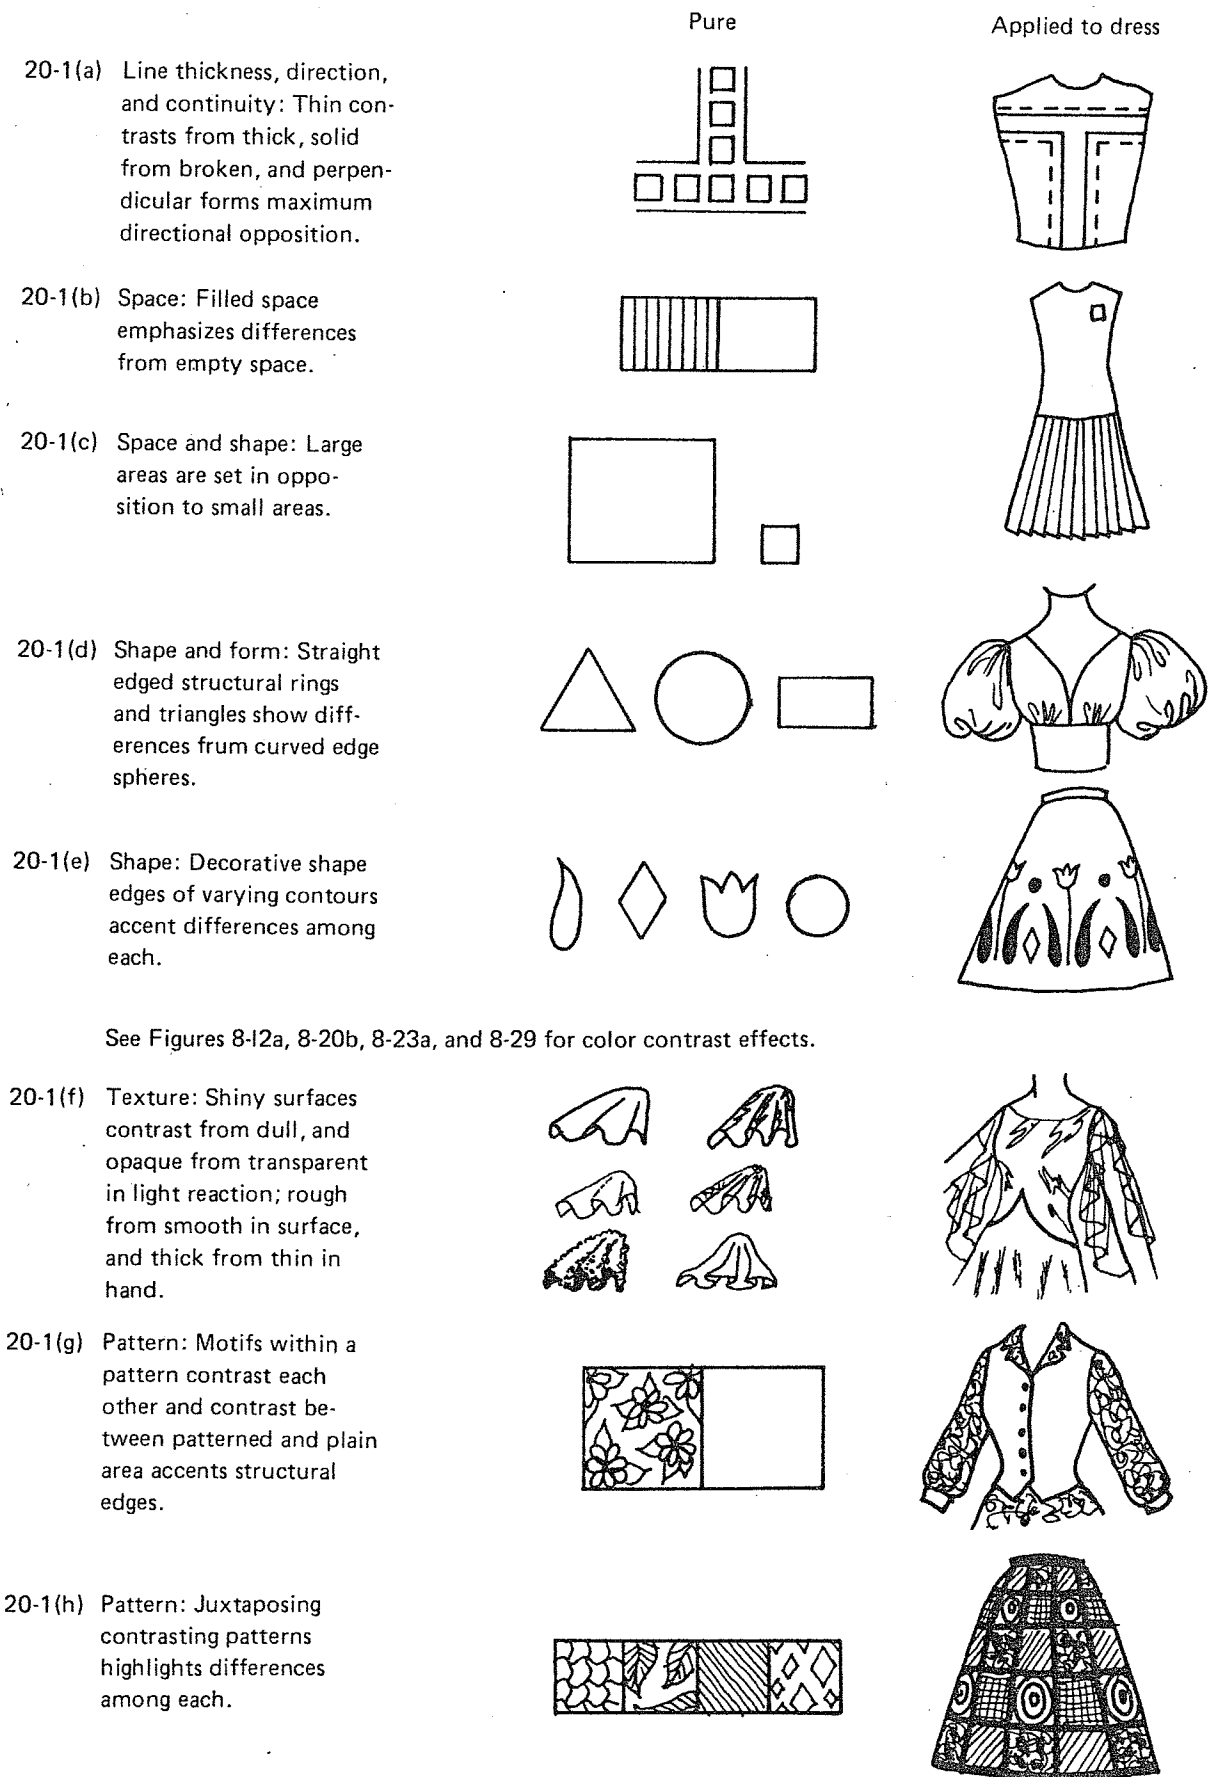 Pure
Applied to dress
20-1(a) Line thickness, direction,
and continuity: Thin con-
trasts from thick, solid
from broken, and perpen-
dicular forms maximum
directional opposition.
20-1(b) Space: Filled space
emphasizes differences
from empty space.
20-1(c) Space and shape: Large
areas are set in oppo-
sition to small areas.
20-1(d) Shape and form: Straight
edged structural rings
and triangles show diff-
erences frum curved edge
spheres.
20-1(e) Shape: Decorative shape
edges of varying contours
accent differences among
each.
See Figures 8-12a, 8-20b, 8-23a, and 8-29 for color contrast effects.
20-1(f) Texture: Shiny surfaces
contrast from dull, and
opaque from transparent
in light reaction; rough
from smooth in surface,
and thick from thin in
hand.
20-1(g) Pattern: Motifs within a
pattern contrast each
other and contrast be-
tween patterned and plain
area accents structural
edges.
20-1(h) Pattern: Juxtaposing
contrasting patterns
highlights differences
among each.